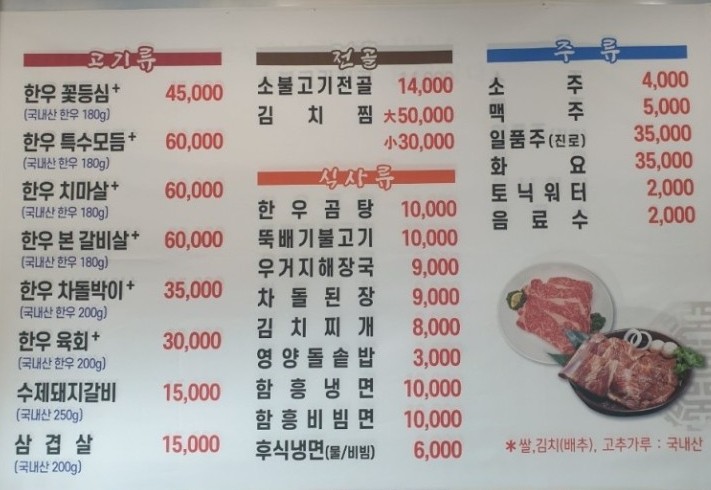 고기류
한우 꽃등심+ 45,000
(국내산 한우 180g)
한우 특수모듬+ 60,000
(국내산 한우 180g)
한우 치마살+ 60,000
(국내산 한우 180g)
한우 본 갈비살+ 60,000
(국내산 한우 180g)
한우 차돌박이+ 35,000
(국내산 한우 200g)
한우 육회+ 30,000
(국내산 한우 200g)
수제돼지갈비 15,000
(국내산 250g)
삼 겹 살 15,000
(국내산 200g)
전골
소불고기전골 14,000
김 치 찜 大50,000
小30,000
식사류
한우곰탕 10,000
뚝배기불고기 10,000
우거지해장국 9,000
차돌된장 9,000
김치찌개 8,000
영양돌솥밥 3,000
함흥냉면 10,000
함흥비빔면 10,000
후식냉면(물/비빔) 6,000
주 류
소 주 4,000
맥 주 5,000
일품주(진로) 35,000
화 요 35,000
토닉워터 2,000
음료수 2,000
*쌀,김치(배추), 고추가루 : 국내산